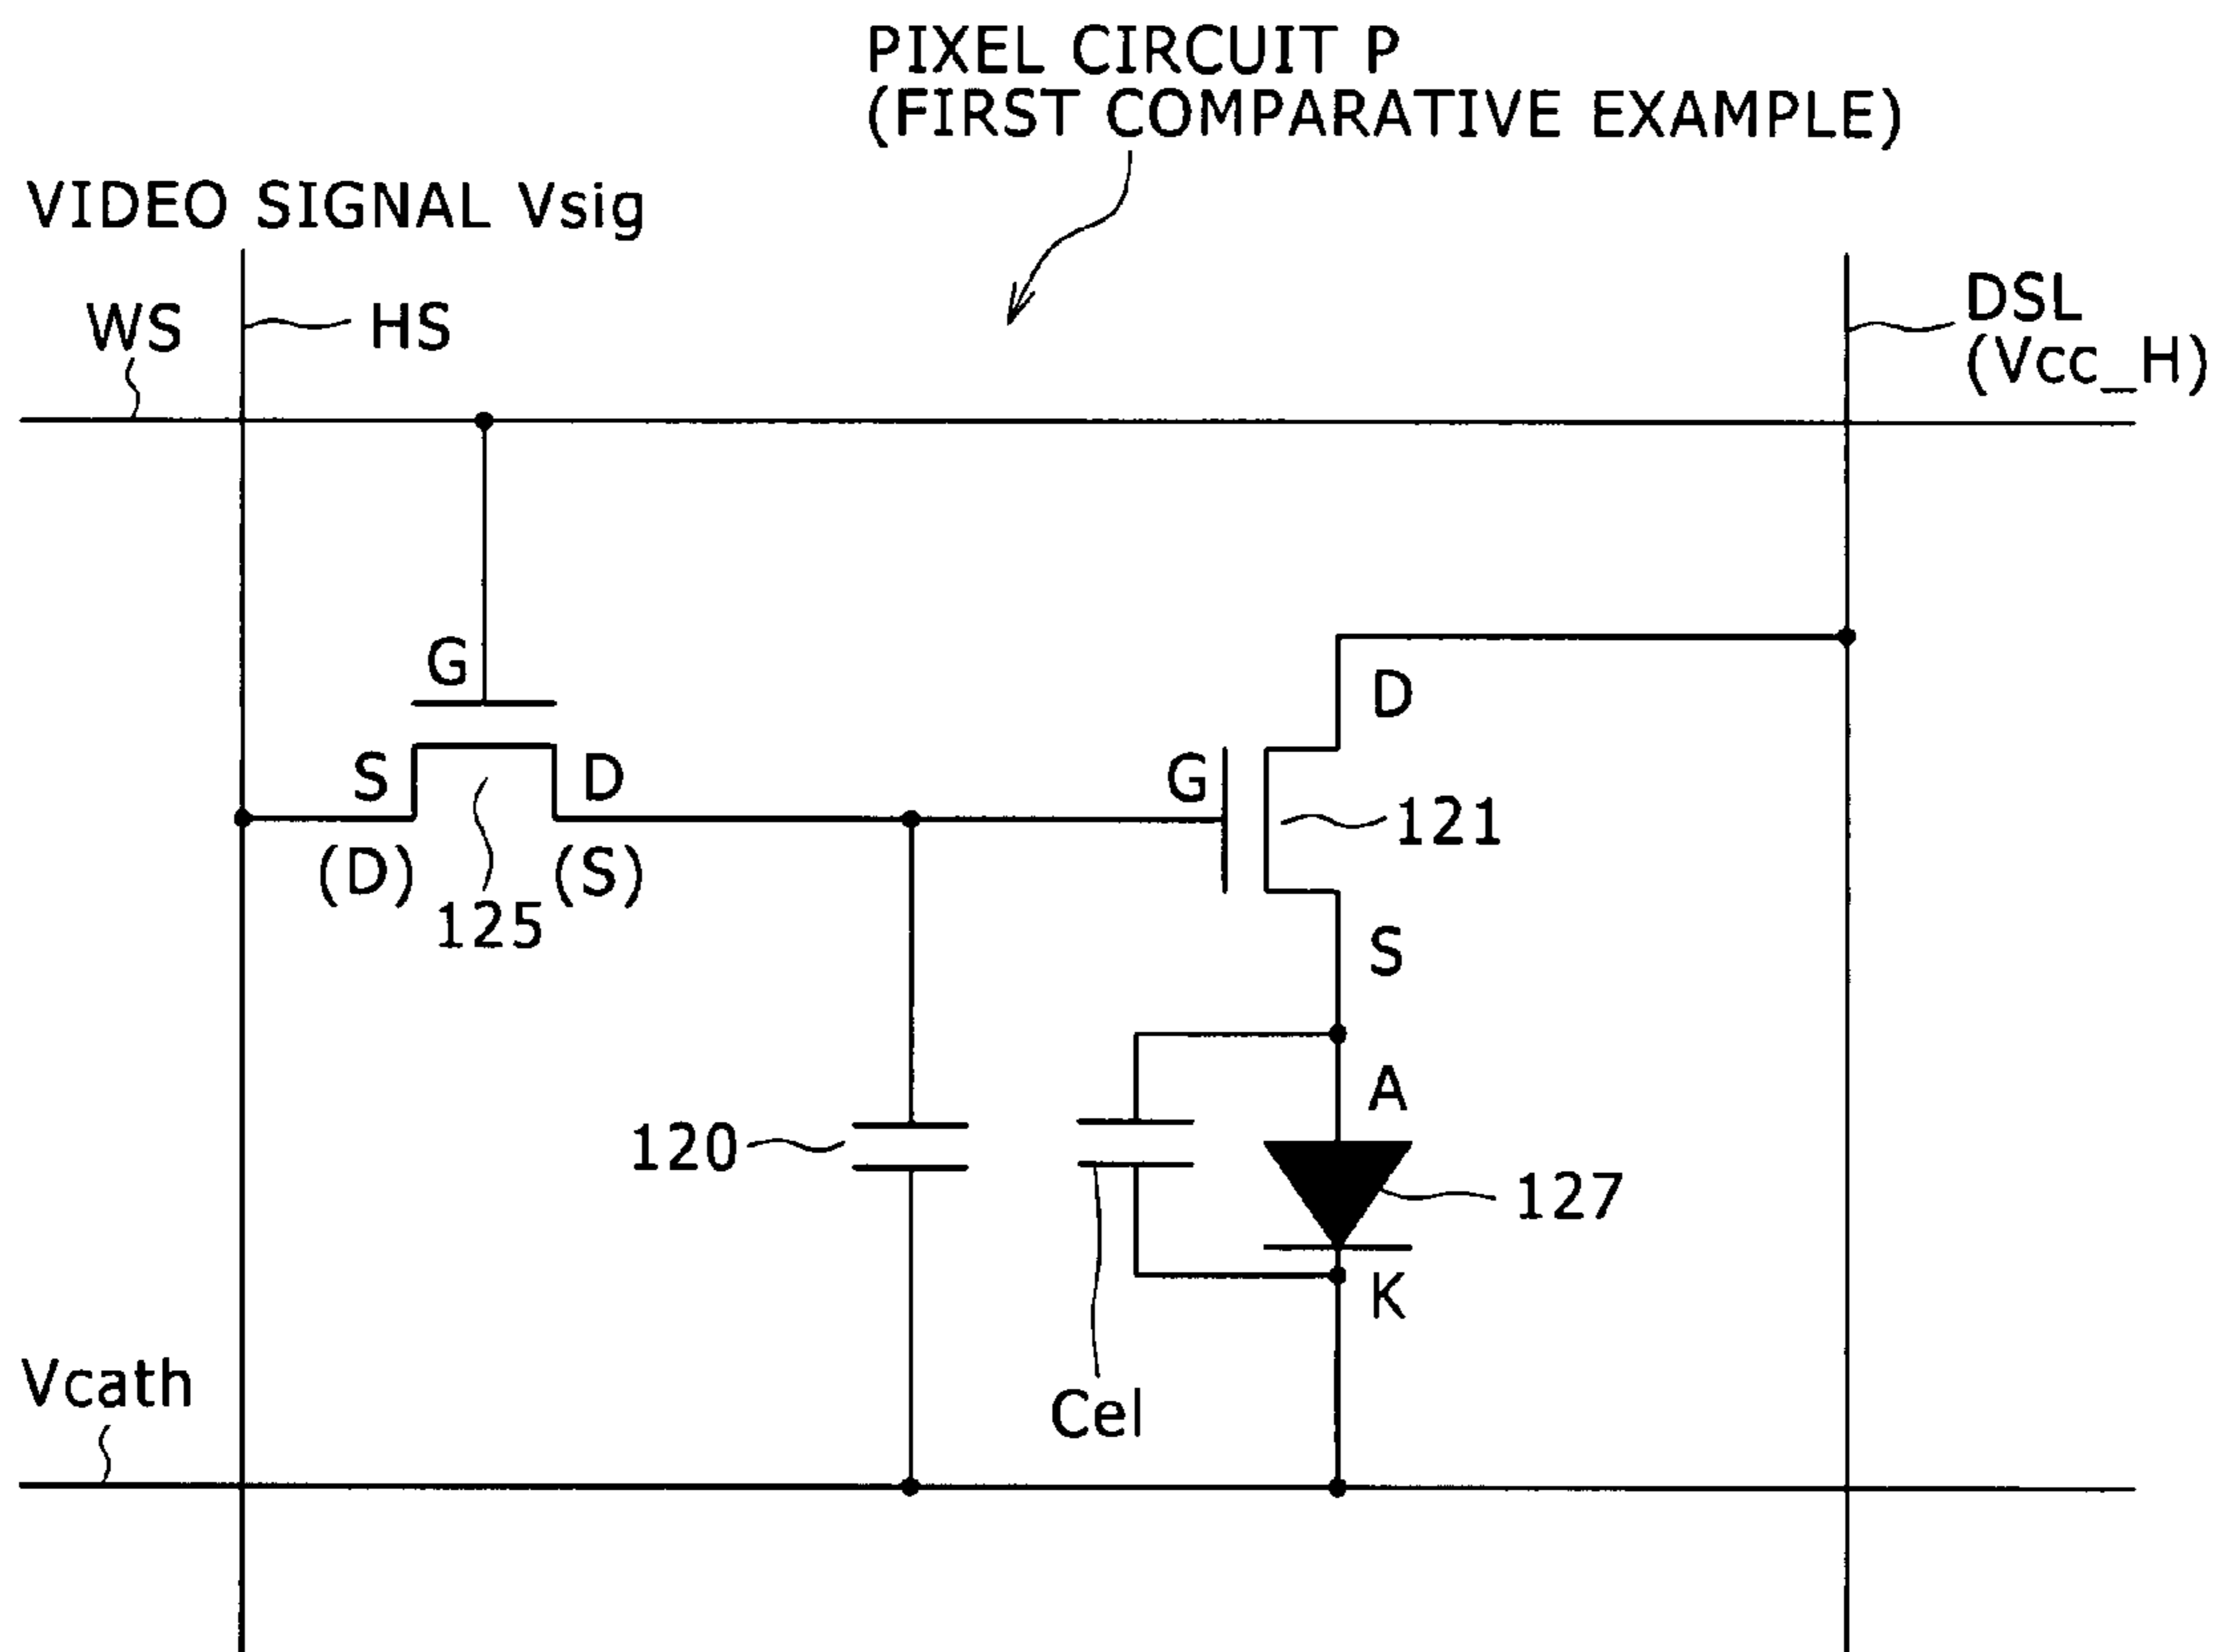 PIXEL CIRCUIT P
(FIRST COMPARATIVE EXAMPLE)
VIDEO SIGNAL Vsig
WS
HS
DSL
(Vcc_H)
G
S
D
(D)
(S)
125
D
G
121
S
A
120
127
K
Cel
Vcath